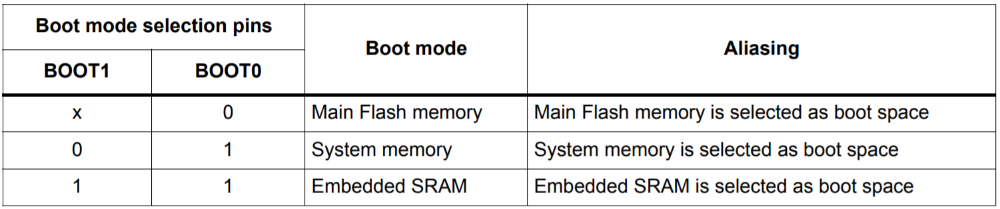 Boot mode selection pins
Boot mode
Aliasing
BOOT1
BOOT0
x
0
Main Flash memory
Main Flash memory is selected as boot space
0
1
System memory
System memory is selected as boot space
1
1
Embedded SRAM
Embedded SRAM is selected as boot space